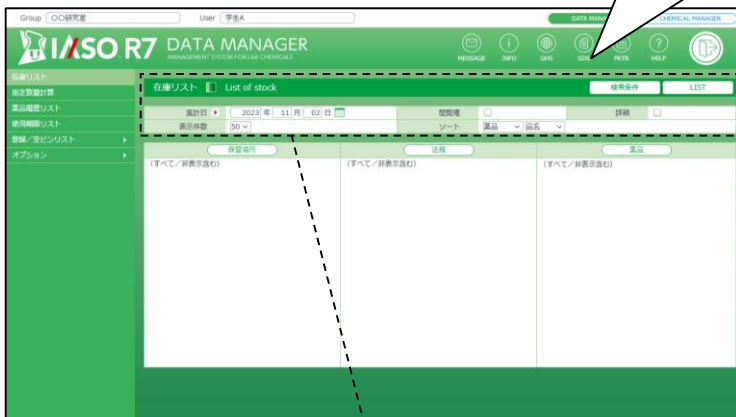 Group 〇〇研究室 User 学生A DATA MANAGER CHEMICAL MANAGER
IASO R7 DATA MANAGER
MANAGEMENT SYSTEM FOR LAB CHEMICALS
MESSAGE INFO GHS SDS PRTR HELP
在庫リスト
指定数量計算
薬品履歴リスト
使用期限リスト
登録/空ビンリスト
オプション
在庫リスト List of stock 検索条件 LIST
集計日 2023 年 11 月 02 日 閲覧権 詳細
表示件数 50 ソート 薬品 品名
保管場所 法規 薬品
(すべて/非表示含む) (すべて/非表示含む) (すべて/非表示含む)